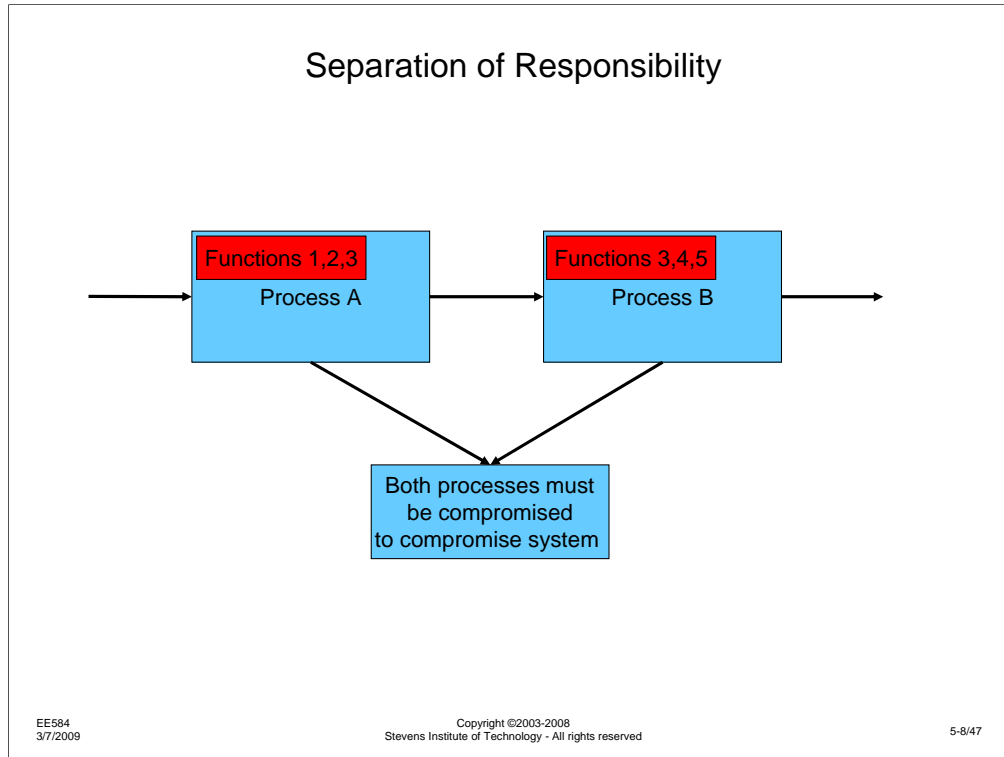 Separation of Responsibility
Functions 1,2,3
Process A
Functions 3,4,5
Process B
Both processes must
be compromised
to compromise system
EE584
3/7/2009
Copyright ©2003-2008
Stevens Institute of Technology - All rights reserved
5-8/47